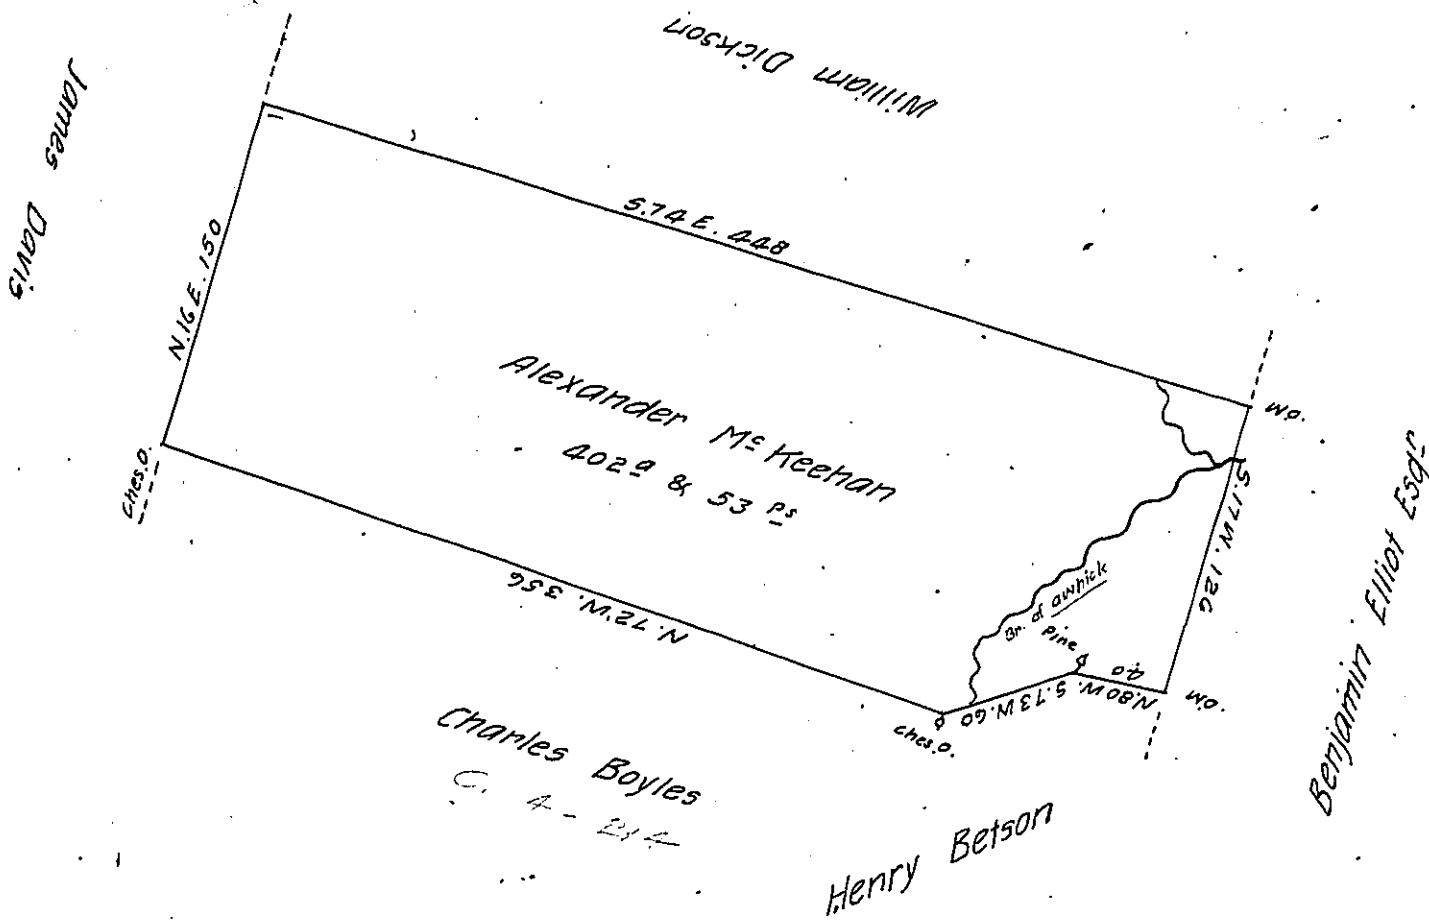 William Dickson
James Davis
S.74 E. 448
N.16 E. 150
Alexander McKeehan
402a & 53 ps
W.O.
Ches.O.
S.17 W. 126
Benjamin Elliot Esqr
N. 72 W. 356
Br. of awhick
Pine
40
N.80 W.
S.73 W. 60
W.O.
Ches.O.
Charles Boyles
C. 4 - 214
Henry Betson